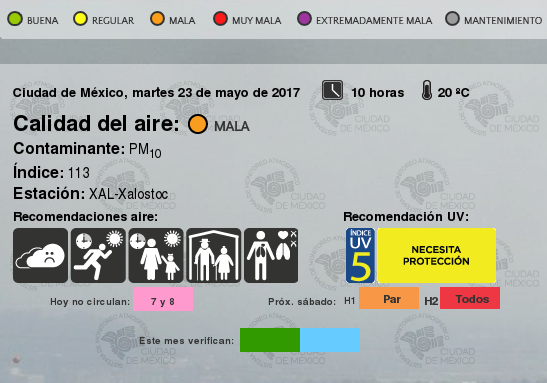 BUENA REGULAR MALA MUY MALA EXTREMADAMENTE MALA MANTENIMIENTO
Ciudad de México, martes 23 de mayo de 2017 10 horas 20 ºC
Calidad del aire: MALA
Contaminante: PM10
Índice: 113
Estación: XAL-Xalostoc
Recomendaciones aire: Recomendación UV:
ÍNDICE
UV
5
NECESITA
PROTECCIÓN
Hoy no circulan: 7 y 8 Próx. sábado: H1 Par H2 Todos
Este mes verifican:
CIUDAD
DE MÉXICO